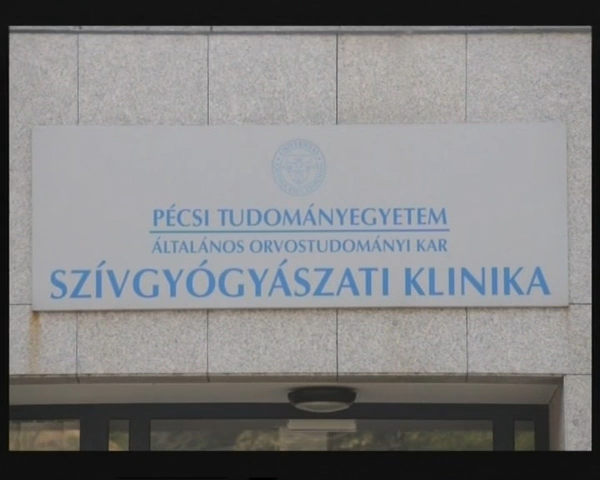 PÉCSI TUDOMÁNYEGYETEM
ÁLTALÁNOS ORVOSTUDOMÁNYI KAR
SZÍVGYÓGYÁSZATI KLINIKA